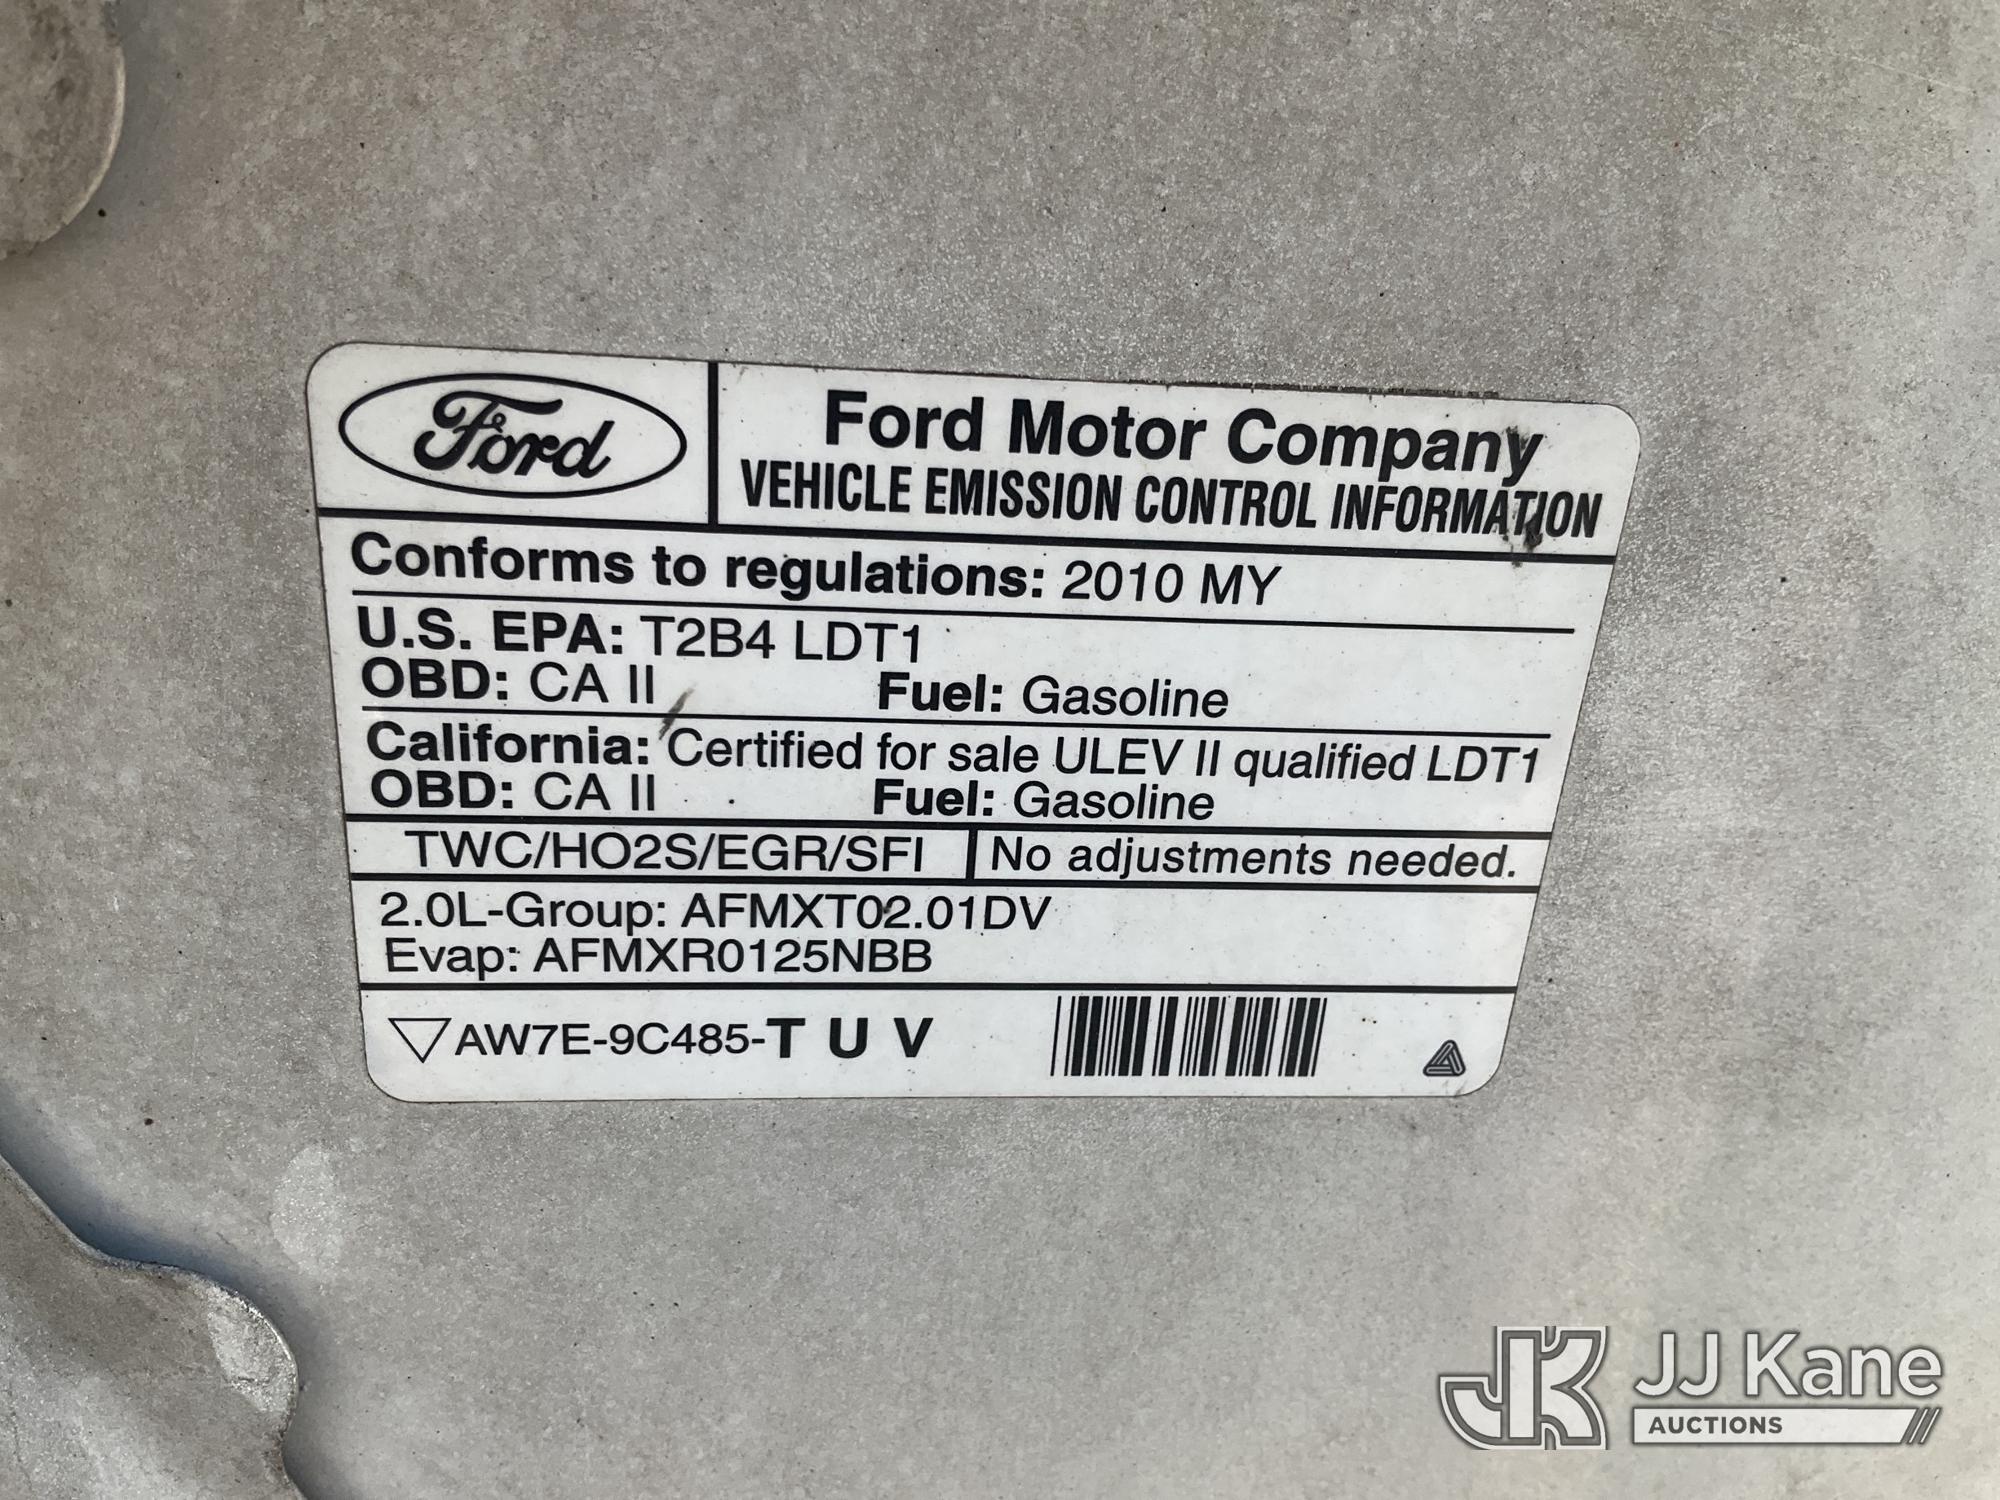 Ford
Ford Motor Company
VEHICLE EMISSION CONTROL INFORMATION
Conforms to regulations: 2010 MY
U.S. EPA: T2B4 LDT1
OBD: CA II Fuel: Gasoline
California: Certified for sale ULEV II qualified LDT1
OBD: CA II Fuel: Gasoline
TWC/HO2S/EGR/SFI No adjustments needed.
2.0L-Group: AFMXT02.01DV
Evap: AFMXR0125NBB
AW7E-9C485-T U V
JK JJ Kane
AUCTIONS